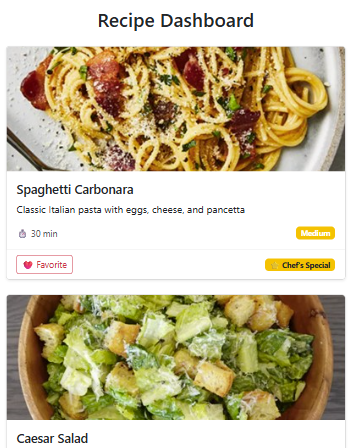 Recipe Dashboard
Spaghetti Carbonara
Classic Italian pasta with eggs, cheese, and pancetta
30 min
Medium
Favorite
Chef's Special
Caesar Salad